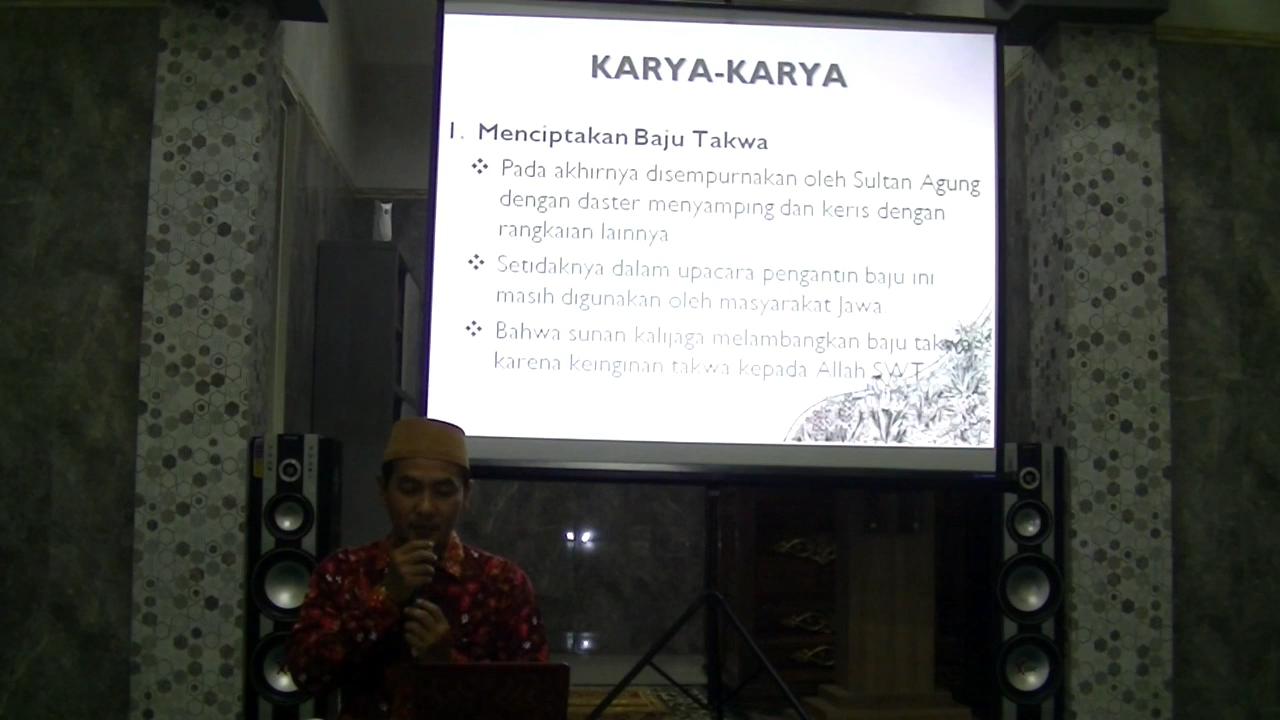 KARYA-KARYA
1. Menciptakan Baju Takwa
❖ Pada akhirnya disempurnakan oleh Sultan Agung
dengan daster menyamping dan keris dengan
rangkaian lainnya
❖ Setidaknya dalam upacara pengantin baju ini
masih digunakan oleh masyarakat Jawa
❖ Bahwa sunan kalijaga melambangkan baju takwa
karena keinginan takwa kepada Allah SWT